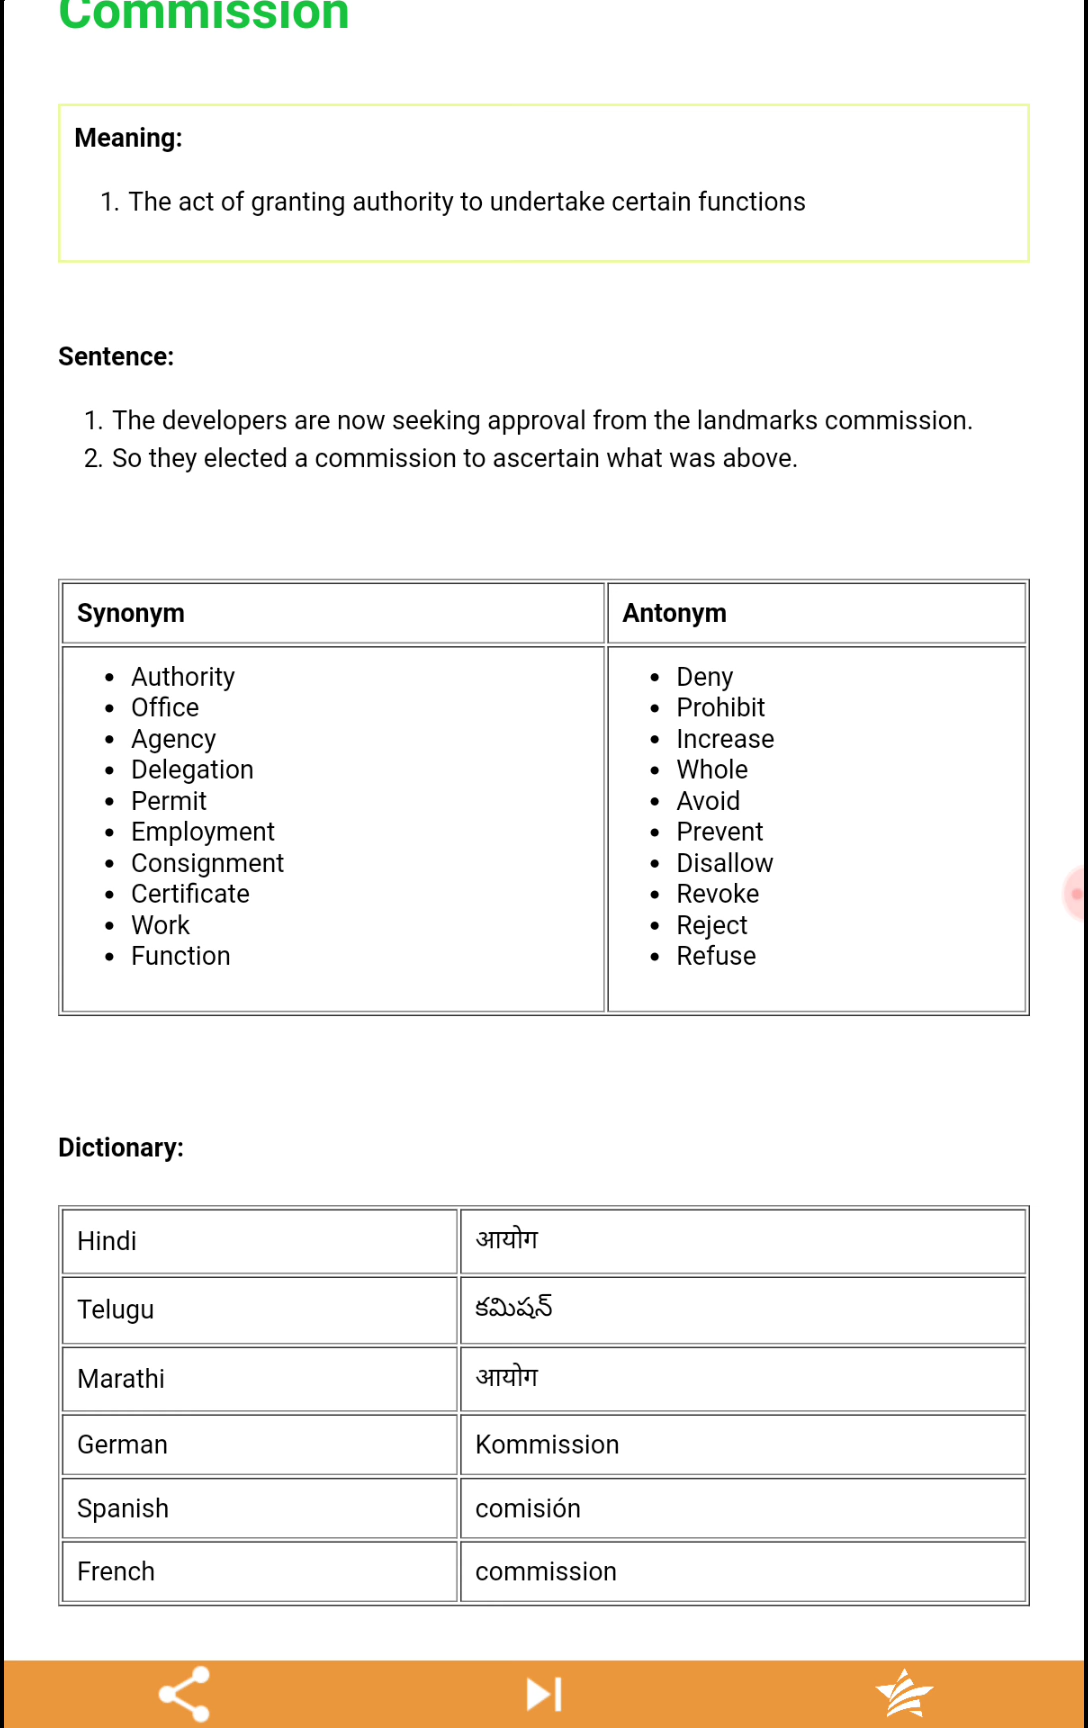 Commission
Meaning:
1. The act of granting authority to undertake certain functions
Sentence:
1. The developers are now seeking approval from the landmarks commission.
2. So they elected a commission to ascertain what was above.
Synonym
Antonym
• Authority
• Office
• Agency
• Delegation
• Permit
• Employment
• Consignment
• Certificate
• Work
• Function
• Deny
• Prohibit
• Increase
• Whole
• Avoid
• Prevent
• Disallow
• Revoke
• Reject
• Refuse
Dictionary:
Hindi आयोग
Telugu కమిషన్
Marathi आयोग
German Kommission
Spanish comisión
French commission